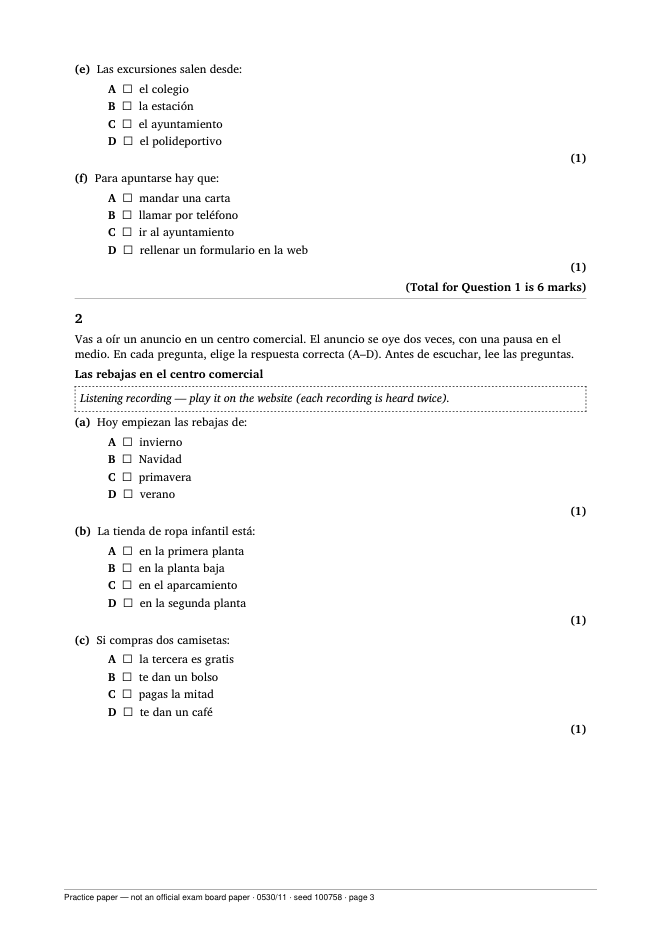 (e) Las excursiones salen desde:
A ☐ el colegio
B ☐ la estación
C ☐ el ayuntamiento
D ☐ el polideportivo
(1)
(f) Para apuntarse hay que:
A ☐ mandar una carta
B ☐ llamar por teléfono
C ☐ ir al ayuntamiento
D ☐ rellenar un formulario en la web
(1)
(Total for Question 1 is 6 marks)
2
Vas a oír un anuncio en un centro comercial. El anuncio se oye dos veces, con una pausa en el
medio. En cada pregunta, elige la respuesta correcta (A–D). Antes de escuchar, lee las preguntas.
Las rebajas en el centro comercial
Listening recording — play it on the website (each recording is heard twice).
(a) Hoy empiezan las rebajas de:
A ☐ invierno
B ☐ Navidad
C ☐ primavera
D ☐ verano
(1)
(b) La tienda de ropa infantil está:
A ☐ en la primera planta
B ☐ en la planta baja
C ☐ en el aparcamiento
D ☐ en la segunda planta
(1)
(c) Si compras dos camisetas:
A ☐ la tercera es gratis
B ☐ te dan un bolso
C ☐ pagas la mitad
D ☐ te dan un café
(1)
Practice paper — not an official exam board paper · 0530/11 · seed 100758 · page 3